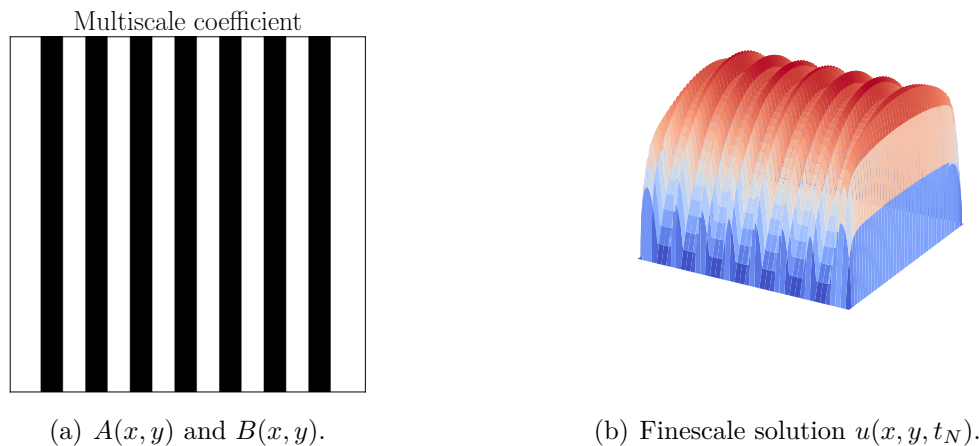 Multiscale coefficient
(a) A(x, y) and B(x, y).
(b) Finescale solution u(x, y, t_N).